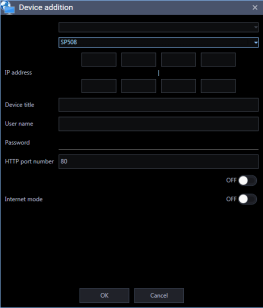 Device addition
SP508
IP address
Device title
User name
Password
HTTP port number 80
OFF
Internet mode OFF
OK Cancel